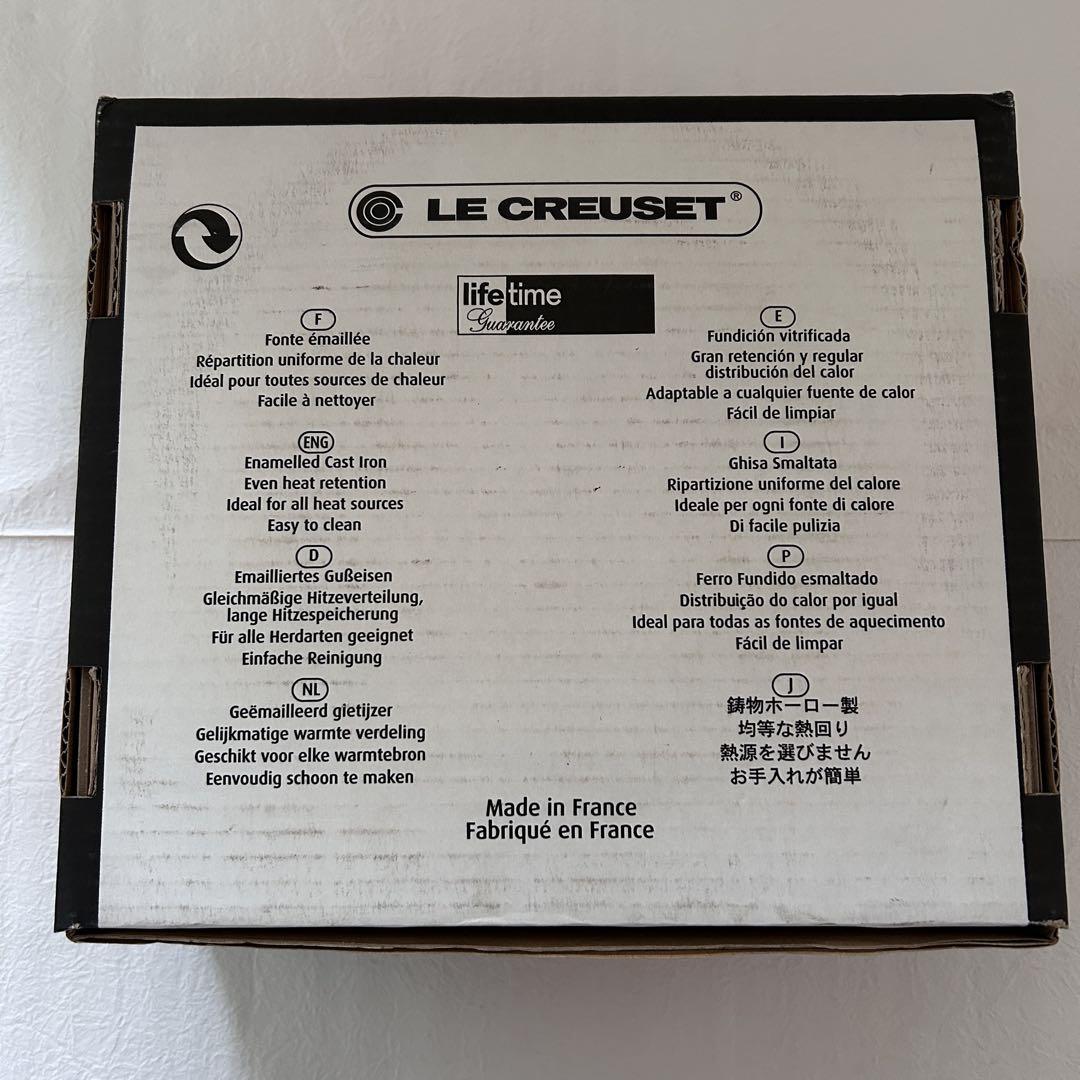 LE CREUSET®
lifetime
Guarantee
F
Fonte émaillée
Répartition uniforme de la chaleur
Idéal pour toutes sources de chaleur
Facile à nettoyer
ENG
Enamelled Cast Iron
Even heat retention
Ideal for all heat sources
Easy to clean
D
Emailliertes Gußeisen
Gleichmäßige Hitzeverteilung,
lange Hitzespeicherung
Für alle Herdarten geeignet
Einfache Reinigung
NL
Geëmailleerd gietijzer
Gelijkmatige warmte verdeling
Geschikt voor elke warmtebron
Eenvoudig schoon te maken
E
Fundición vitrificada
Gran retención y regular
distribución del calor
Adaptable a cualquier fuente de calor
Fácil de limpiar
I
Ghisa Smaltata
Ripartizione uniforme del calore
Ideale per ogni fonte di calore
Di facile pulizia
P
Ferro Fundido esmaltado
Distribuição do calor por igual
Ideal para todas as fontes de aquecimento
Fácil de limpar
J
鋳物ホーロー製
均等な熱回り
熱源を選びません
お手入れが簡単
Made in France
Fabriqué en France